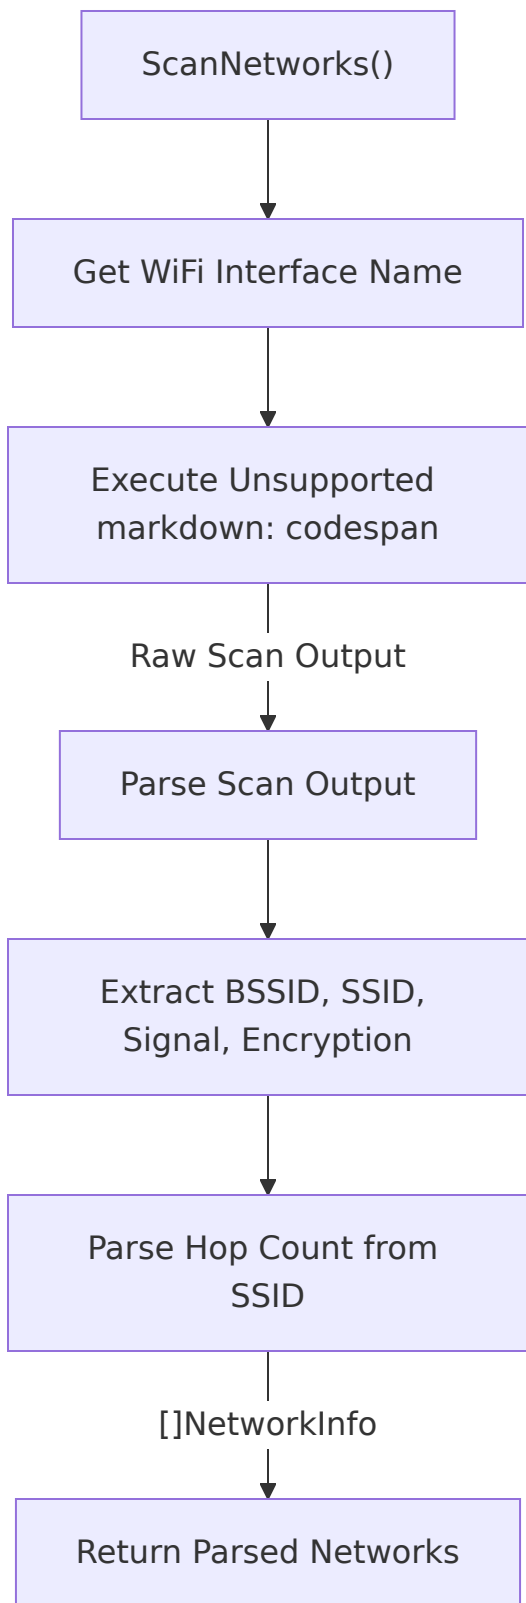 ScanNetworks()
Get WiFi Interface Name
Execute Unsupported
markdown: codespan
Raw Scan Output
Parse Scan Output
Extract BSSID, SSID,
Signal, Encryption
Parse Hop Count from
SSID
[]NetworkInfo
Return Parsed Networks